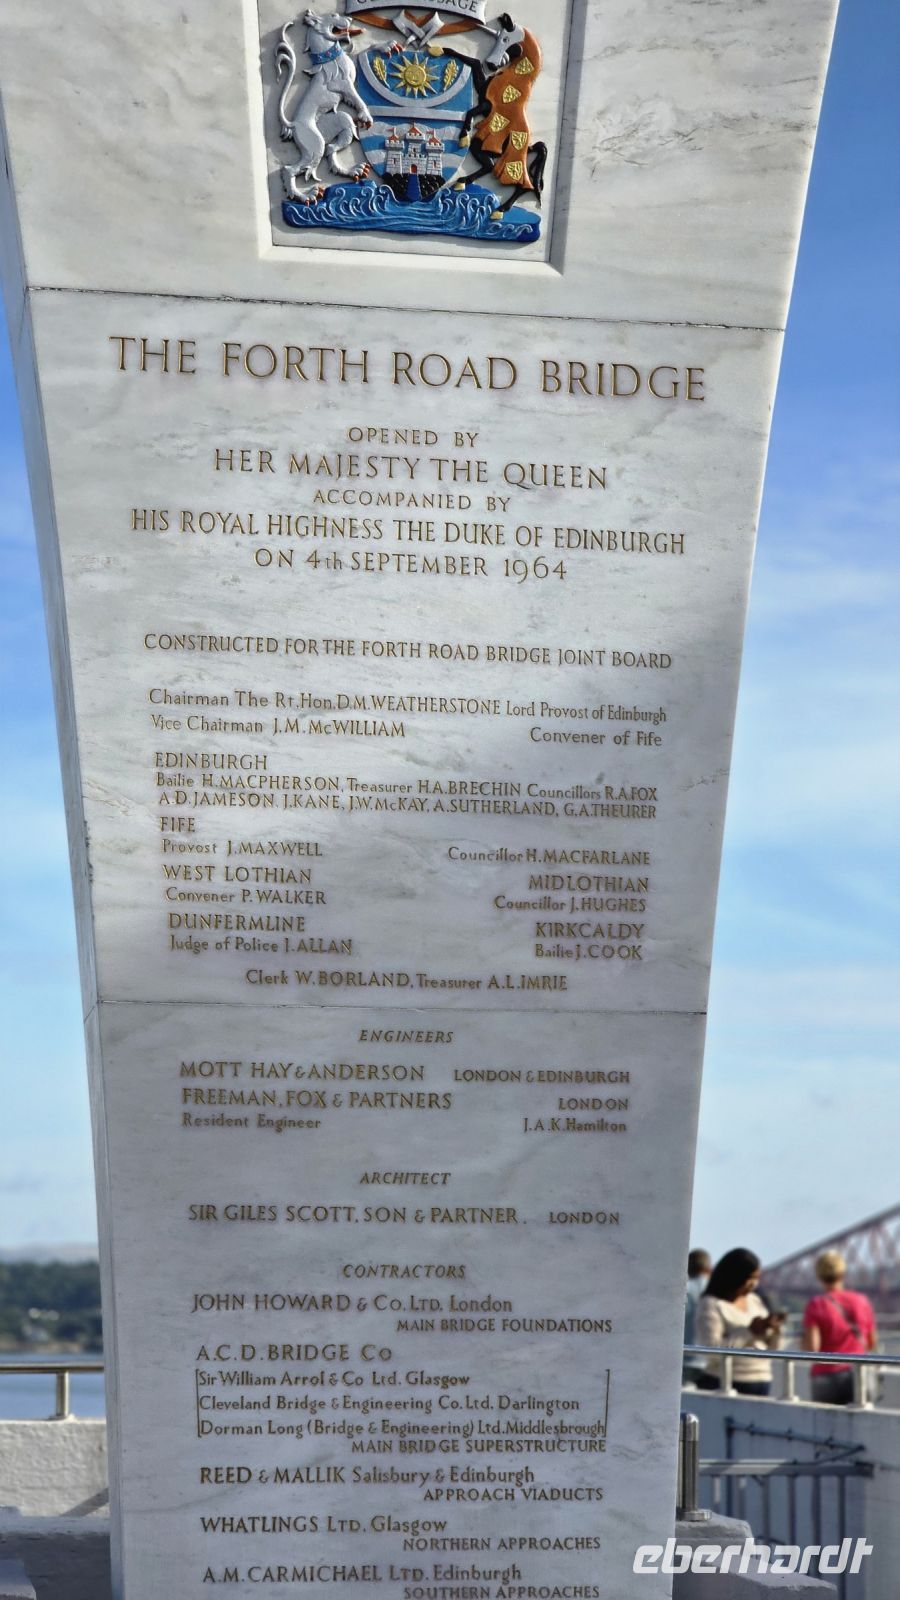 THE FORTH ROAD BRIDGE
OPENED BY
HER MAJESTY THE QUEEN
ACCOMPANIED BY
HIS ROYAL HIGHNESS THE DUKE OF EDINBURGH
ON 4th SEPTEMBER 1964
CONSTRUCTED FOR THE FORTH ROAD BRIDGE JOINT BOARD
Chairman The Rt. Hon. D.M. WEATHERSTONE Lord Provost of Edinburgh
Vice Chairman J.M. McWILLIAM Convener of Fife
EDINBURGH
Bailie H. MACPHERSON, Treasurer H.A. BRECHIN Councillors R.A. FOX
A.D. JAMESON, J. KANE, J.W. McKAY, A. SUTHERLAND, G.A. THEURER
FIFE
Provost J. MAXWELL Councillor H. MACFARLANE
WEST LOTHIAN MIDLOTHIAN
Convener P. WALKER Councillor J. HUGHES
DUNFERMLINE KIRKCALDY
Judge of Police J. ALLAN Bailie J. COOK
Clerk W. BORLAND, Treasurer A.L. IMRIE
ENGINEERS
MOTT HAY & ANDERSON LONDON & EDINBURGH
FREEMAN, FOX & PARTNERS LONDON
Resident Engineer J.A.K. Hamilton
ARCHITECT
SIR GILES SCOTT, SON & PARTNER. LONDON
CONTRACTORS
JOHN HOWARD & Co. LTD. London
MAIN BRIDGE FOUNDATIONS
A.C.D. BRIDGE Co
Sir William Arrol & Co Ltd. Glasgow
Cleveland Bridge & Engineering Co. Ltd. Darlington
Dorman Long (Bridge & Engineering) Ltd. Middlesbrough
MAIN BRIDGE SUPERSTRUCTURE
REED & MALLIK Salisbury & Edinburgh
APPROACH VIADUCTS
WHATLINGS LTD. Glasgow
NORTHERN APPROACHES
A.M. CARMICHAEL LTD. Edinburgh
SOUTHERN APPROACHES
eberhardt